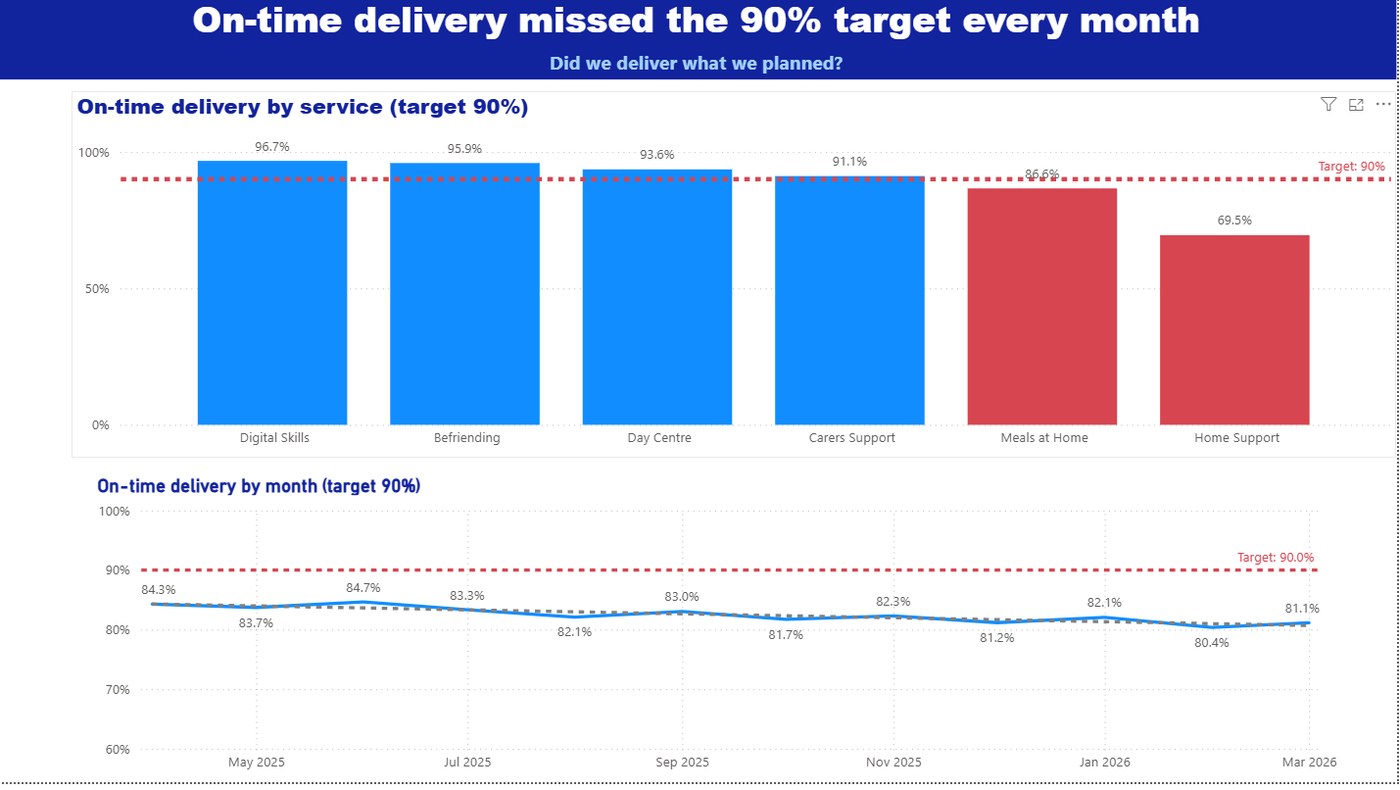 On-time delivery missed the 90% target every month
Did we deliver what we planned?
On-time delivery by service (target 90%)
100%
50%
0%
96.7%
95.9%
93.6%
91.1%
86.6%
69.5%
Target: 90%
Digital Skills
Befriending
Day Centre
Carers Support
Meals at Home
Home Support
On-time delivery by month (target 90%)
100%
90%
80%
70%
60%
Target: 90.0%
84.3%
83.7%
84.7%
83.3%
82.1%
83.0%
81.7%
82.3%
81.2%
82.1%
80.4%
81.1%
May 2025
Jul 2025
Sep 2025
Nov 2025
Jan 2026
Mar 2026